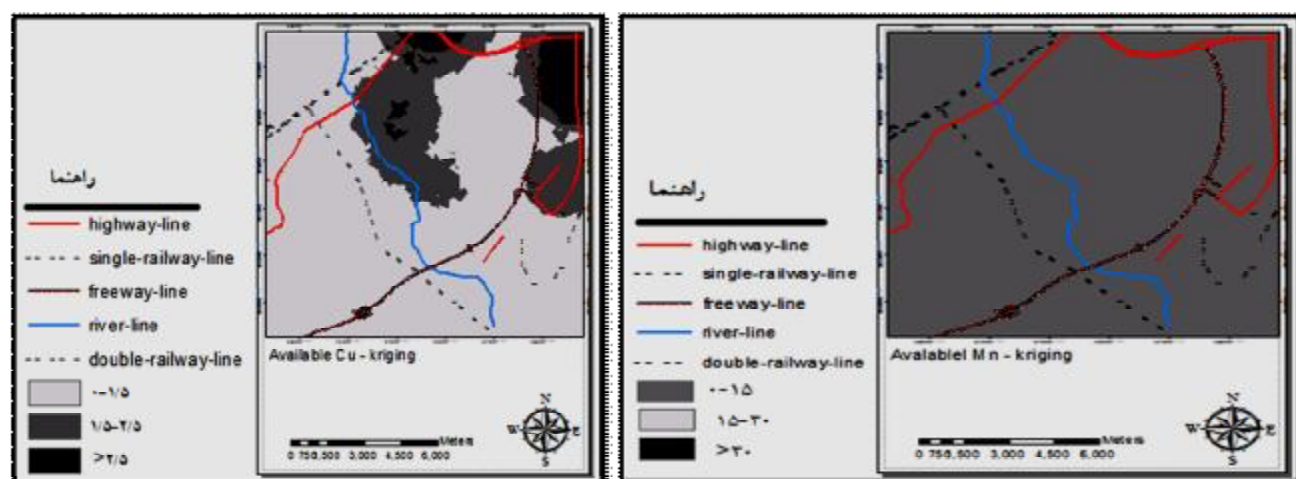 راهنما
highway-line
single-railway-line
freeway-line
river-line
double-railway-line
۰-۱/۵
۱/۵-۲/۵
>۲/۵
Available Cu - kriging
N
W E
S
Meters
0 750 1,500 3,000 4,500 6,000
راهنما
highway-line
single-railway-line
freeway-line
river-line
double-railway-line
۰-۱۵
۱۵-۳۰
>۳۰
Availablel Mn - kriging
N
W E
S
Meters
0 750 1,500 3,000 4,500 6,000